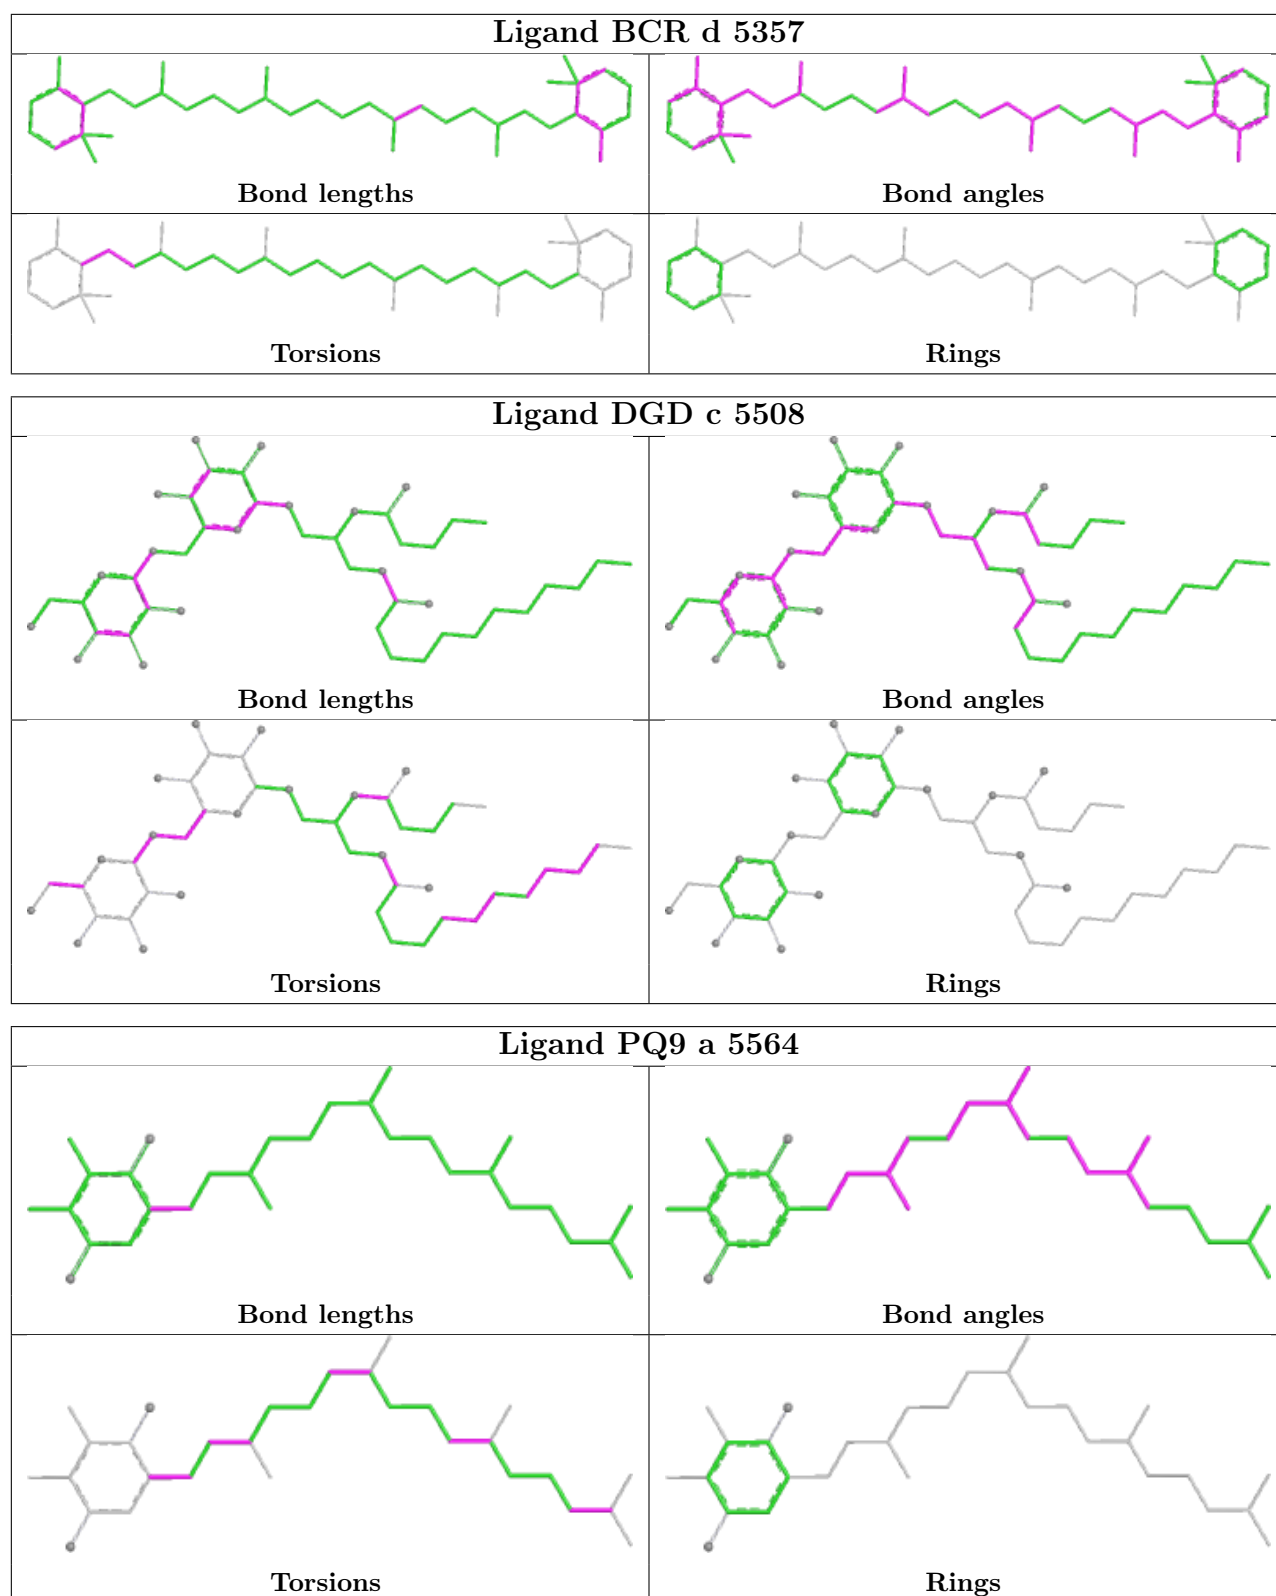 Ligand BCR d 5357
Bond lengths
Bond angles
Torsions
Rings
Ligand DGD c 5508
Bond lengths
Bond angles
Torsions
Rings
Ligand PQ9 a 5564
Bond lengths
Bond angles
Torsions
Rings